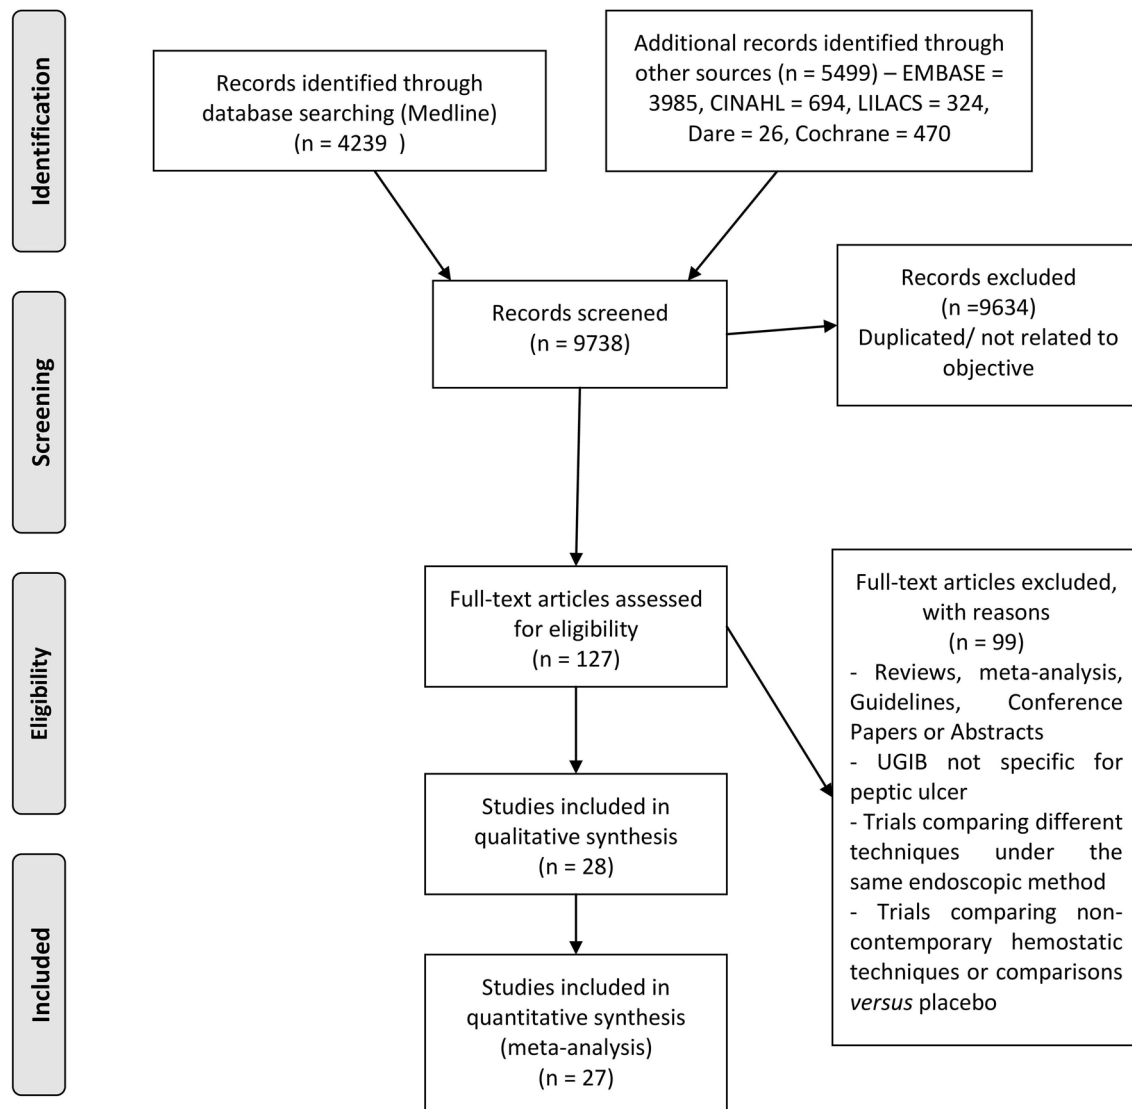 Identification
Records identified through
database searching (Medline)
(n = 4239  )
Additional records identified through
other sources (n = 5499) – EMBASE =
3985, CINAHL = 694, LILACS = 324,
Dare = 26, Cochrane = 470
Screening
Records screened
(n = 9738)
Records excluded
(n =9634)
Duplicated/ not related to
objective
Eligibility
Full-text articles assessed
for eligibility
(n = 127)
Full-text articles excluded,
with reasons
(n = 99)
- Reviews, meta-analysis,
Guidelines, Conference
Papers or Abstracts
- UGIB not specific for
peptic ulcer
- Trials comparing different
techniques under the
same endoscopic method
- Trials comparing non-
contemporary hemostatic
techniques or comparisons
versus placebo
Included
Studies included in
qualitative synthesis
(n = 28)
Studies included in
quantitative synthesis
(meta-analysis)
(n = 27)